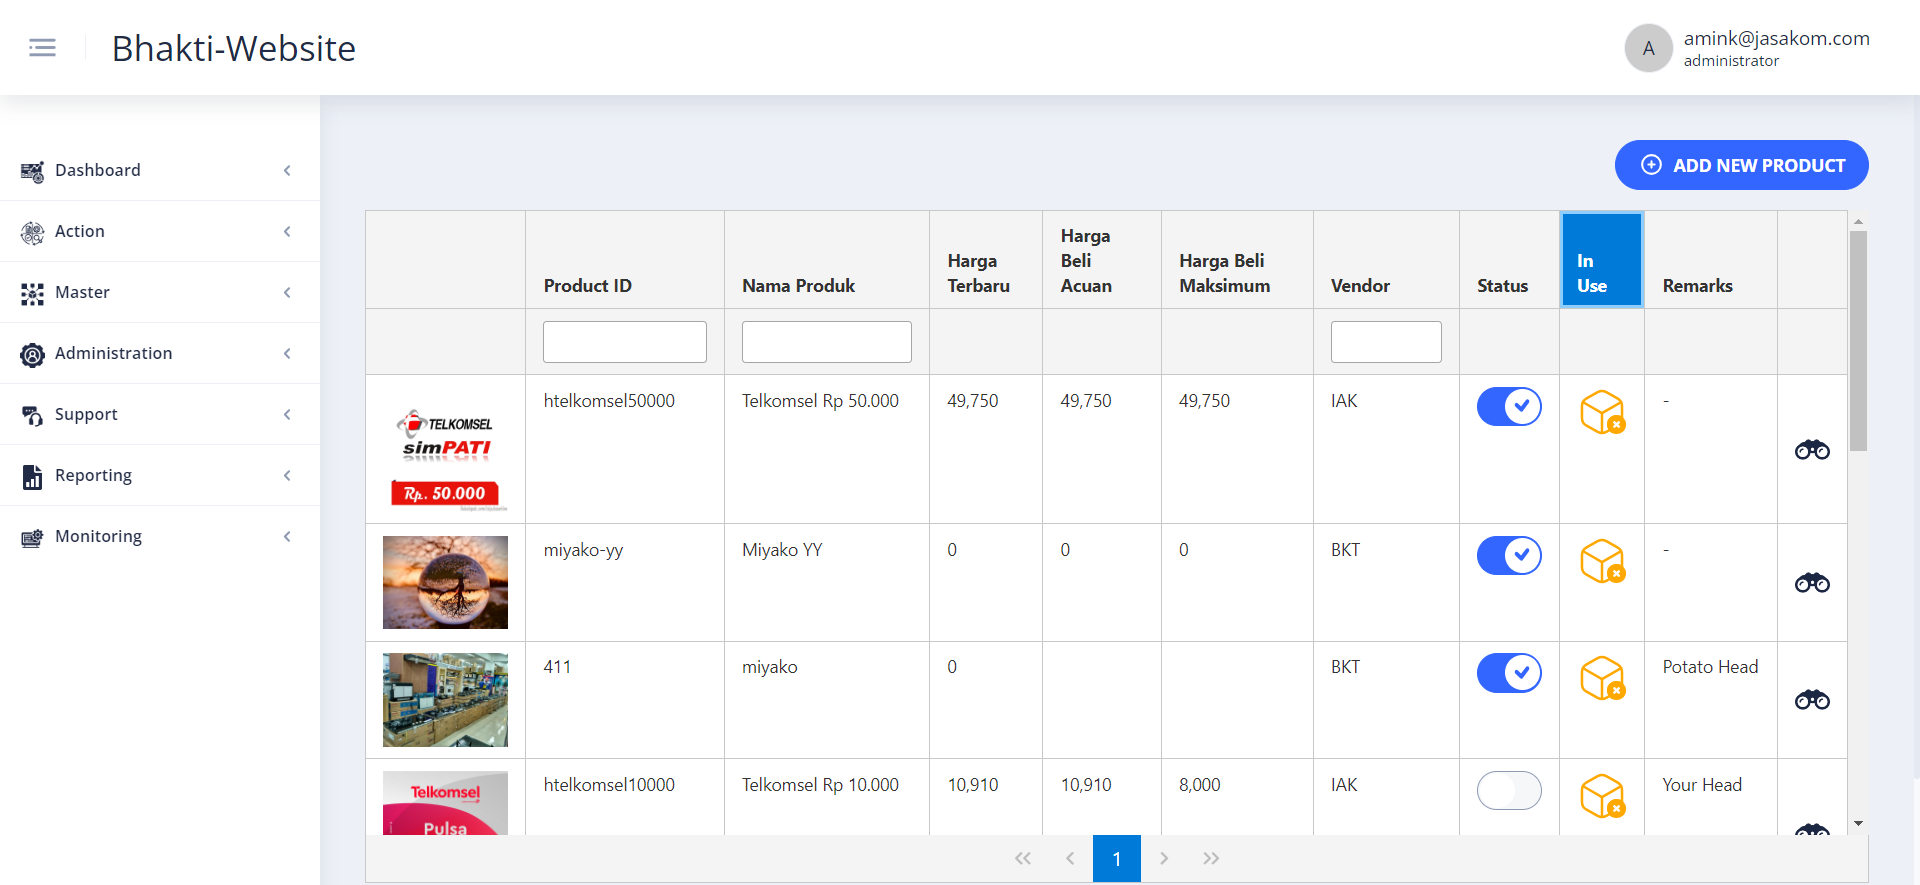 Bhakti-Website
A
amink@jasakom.com
administrator
Dashboard
Action
Master
Administration
Support
Reporting
Monitoring
ADD NEW PRODUCT
Product ID
Nama Produk
Harga
Terbaru
Harga
Beli
Acuan
Harga Beli
Maksimum
Vendor
Status
In
Use
Remarks
TELKOMSEL
simPATI
Rp. 50.000
htelkomsel50000
Telkomsel Rp 50.000
49,750
49,750
49,750
IAK
-
miyako-yy
Miyako YY
0
0
0
BKT
-
411
miyako
0
BKT
Potato Head
Telkomsel
Pulsa
htelkomsel10000
Telkomsel Rp 10.000
10,910
10,910
8,000
IAK
Your Head
1